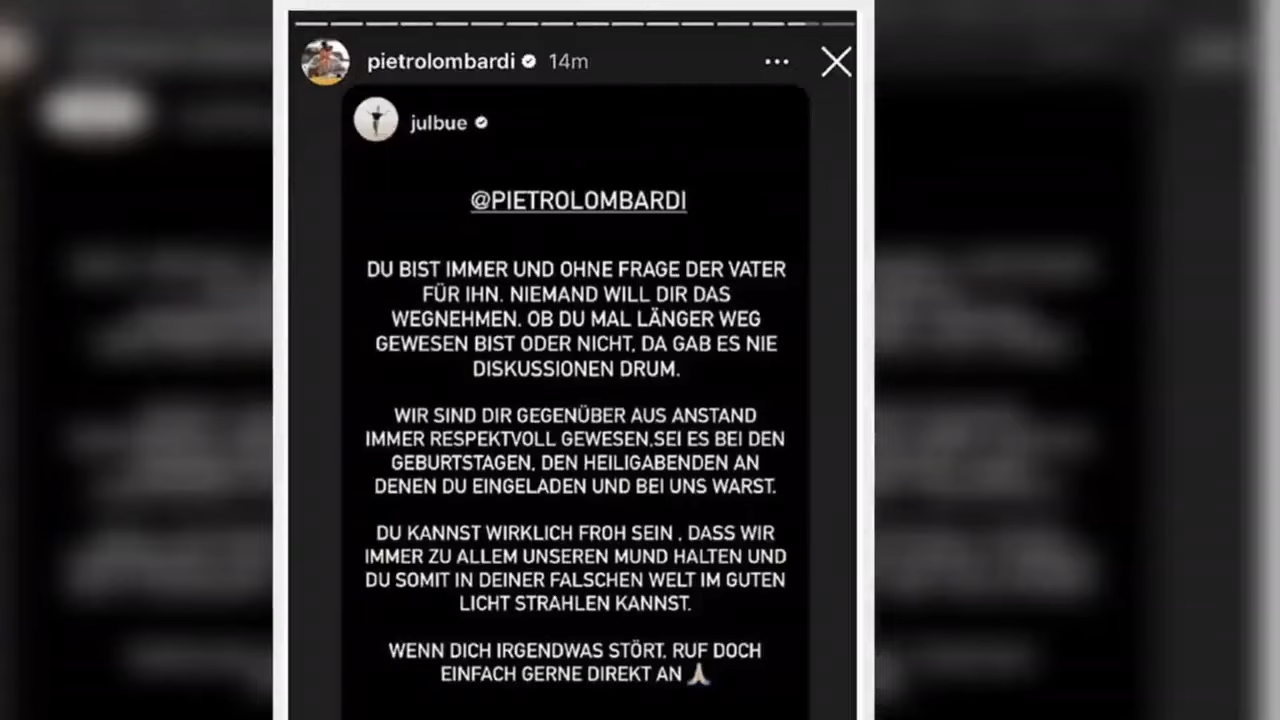 pietrolombardi 14m
julbue
@PIETROLOMBARDI
DU BIST IMMER UND OHNE FRAGE DER VATER
FÜR IHN. NIEMAND WILL DIR DAS
WEGNEHMEN. OB DU MAL LÄNGER WEG
GEWESEN BIST ODER NICHT, DA GAB ES NIE
DISKUSSIONEN DRUM.
WIR SIND DIR GEGENÜBER AUS ANSTAND
IMMER RESPEKTVOLL GEWESEN,SEI ES BEI DEN
GEBURTSTAGEN, DEN HEILIGABENDEN AN
DENEN DU EINGELADEN UND BEI UNS WARST.
DU KANNST WIRKLICH FROH SEIN , DASS WIR
IMMER ZU ALLEM UNSEREN MUND HALTEN UND
DU SOMIT IN DEINER FALSCHEN WELT IM GUTEN
LICHT STRAHLEN KANNST.
WENN DICH IRGENDWAS STÖRT, RUF DOCH
EINFACH GERNE DIREKT AN 🙏🏼